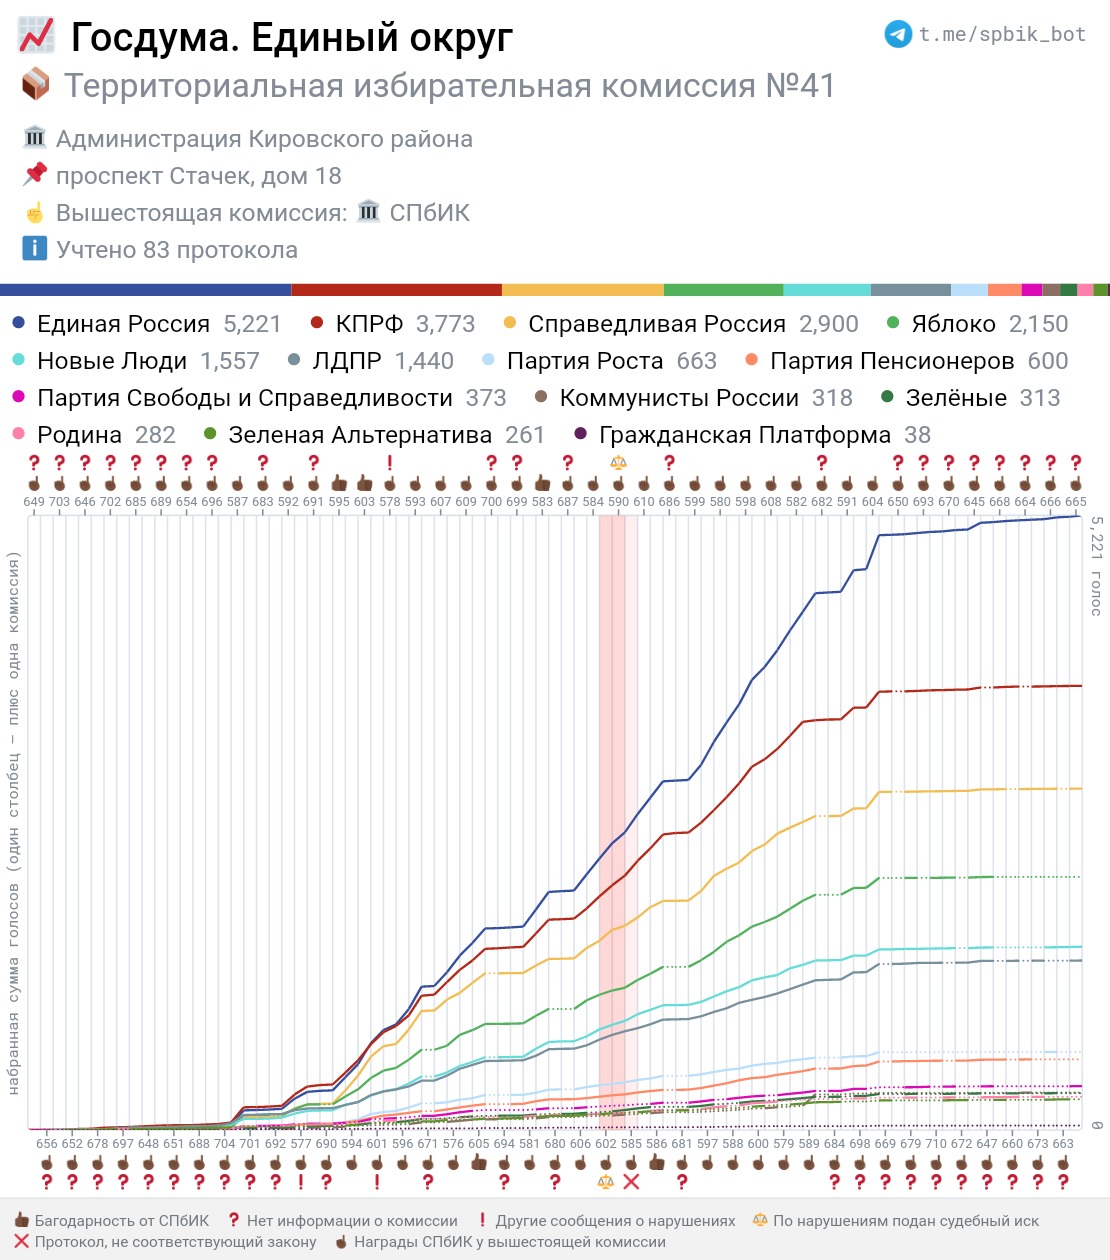 Госдума. Единый округ
t.me/spbik_bot
Территориальная избирательная комиссия №41
Администрация Кировского района
проспект Стачек, дом 18
Вышестоящая комиссия: СПбИК
Учтено 83 протокола
Единая Россия 5,221 КПРФ 3,773 Справедливая Россия 2,900 Яблоко 2,150
Новые Люди 1,557 ЛДПР 1,440 Партия Роста 663 Партия Пенсионеров 600
Партия Свободы и Справедливости 373 Коммунисты России 318 Зелёные 313
Родина 282 Зеленая Альтернатива 261 Гражданская Платформа 38
649 703 646 702 685 689 654 696 587 683 592 691 595 603 578 593 607 609 700 699 583 687 584 590 610 686 599 580 598 608 582 682 591 604 650 693 670 645 668 664 666 665
5,221 голос
набранная сумма голосов (один столбец – плюс одна комиссия)
0
656 652 678 697 648 651 688 704 701 692 577 690 594 601 596 671 576 605 694 581 680 606 602 585 586 681 597 588 600 579 589 684 698 669 679 710 672 647 660 673 663
Багодарность от СПбИК Нет информации о комиссии Другие сообщения о нарушениях По нарушениям подан судебный иск
Протокол, не соответствующий закону Награды СПбИК у вышестоящей комиссии